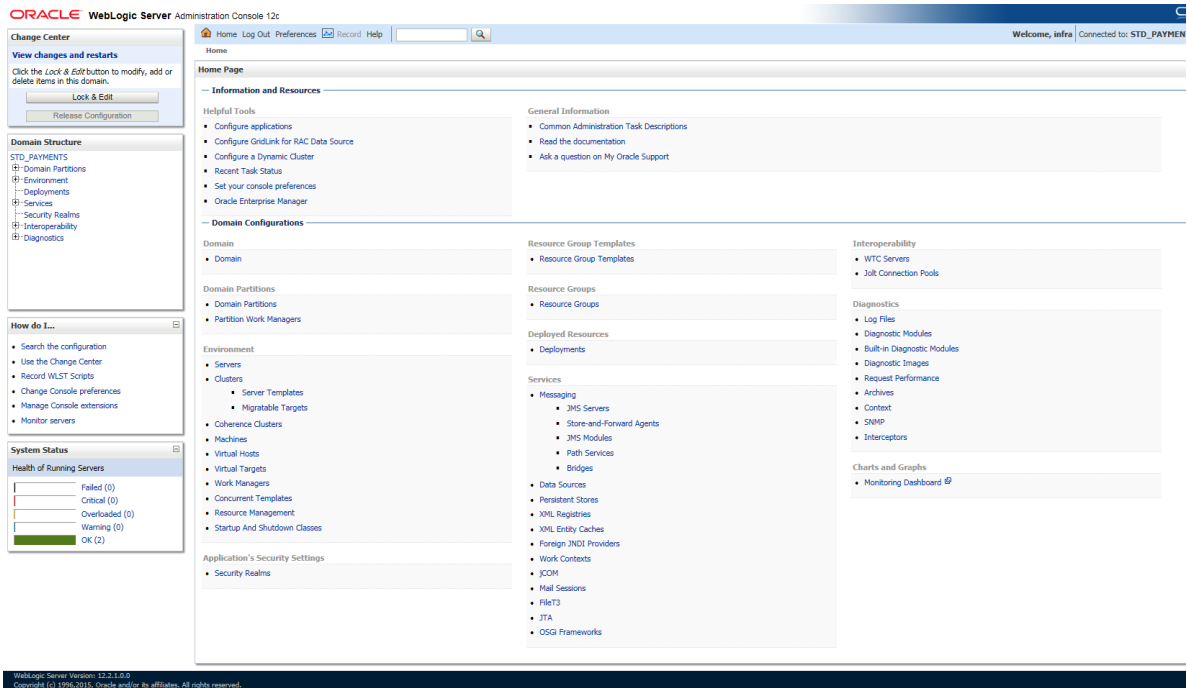 ORACLE WebLogic Server Administration Console 12c
Change Center
View changes and restarts
Click the Lock & Edit button to modify, add or
delete items in this domain.
Lock & Edit
Release Configuration
Domain Structure
STD_PAYMENTS
Domain Partitions
Environment
Deployments
Services
Security Realms
Interoperability
Diagnostics
How do I...
Search the configuration
Use the Change Center
Record WLST Scripts
Change Console preferences
Manage Console extensions
Monitor servers
System Status
Health of Running Servers
Failed (0)
Critical (0)
Overloaded (0)
Warning (0)
OK (2)
Home Log Out Preferences Record Help
Welcome, infra Connected to: STD_PAYMEN
Home
Home Page
Information and Resources
Helpful Tools
Configure applications
Configure GridLink for RAC Data Source
Configure a Dynamic Cluster
Recent Task Status
Set your console preferences
Oracle Enterprise Manager
General Information
Common Administration Task Descriptions
Read the documentation
Ask a question on My Oracle Support
Domain Configurations
Domain
Domain
Domain Partitions
Domain Partitions
Partition Work Managers
Environment
Servers
Clusters
Server Templates
Migratable Targets
Coherence Clusters
Machines
Virtual Hosts
Virtual Targets
Work Managers
Concurrent Templates
Resource Management
Startup And Shutdown Classes
Application's Security Settings
Security Realms
Resource Group Templates
Resource Group Templates
Resource Groups
Resource Groups
Deployed Resources
Deployments
Services
Messaging
JMS Servers
Store-and-Forward Agents
JMS Modules
Path Services
Bridges
Data Sources
Persistent Stores
XML Registries
XML Entity Caches
Foreign JNDI Providers
Work Contexts
jCOM
Mail Sessions
FileT3
JTA
OSGi Frameworks
Interoperability
WTC Servers
Jolt Connection Pools
Diagnostics
Log Files
Diagnostic Modules
Built-in Diagnostic Modules
Diagnostic Images
Request Performance
Archives
Context
SNMP
Interceptors
Charts and Graphs
Monitoring Dashboard
WebLogic Server Version: 12.2.1.0.0
Copyright (c) 1996,2015, Oracle and/or its affiliates. All rights reserved.